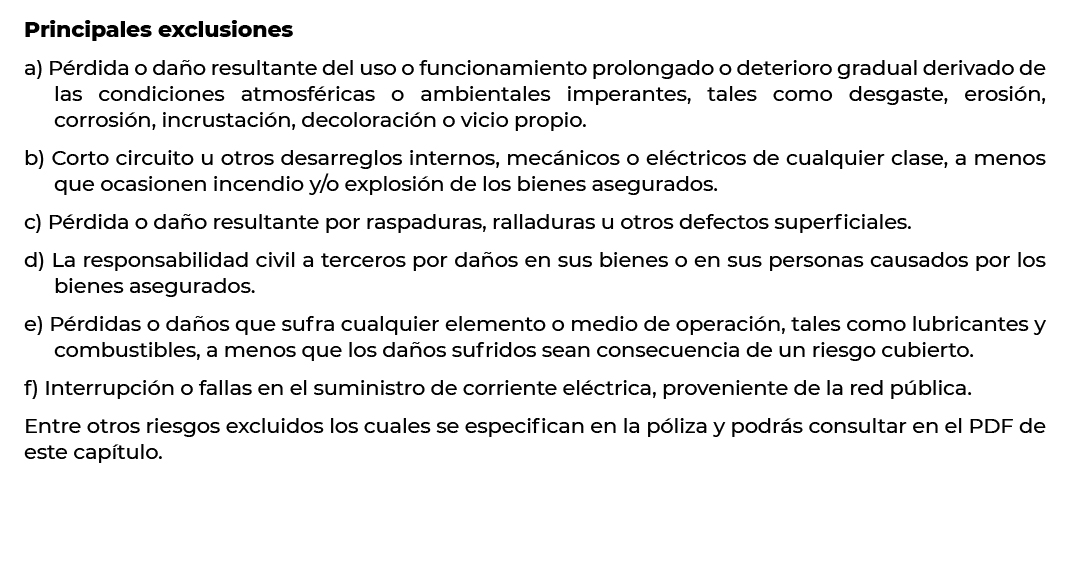 Principales exclusiones
a) Pérdida o daño resultante del uso o funcionamiento prolongado o deterioro gradual derivado de
las condiciones atmosféricas o ambientales imperantes, tales como desgaste, erosión,
corrosión, incrustación, decoloración o vicio propio.
b) Corto circuito u otros desarreglos internos, mecánicos o eléctricos de cualquier clase, a menos
que ocasionen incendio y/o explosión de los bienes asegurados.
c) Pérdida o daño resultante por raspaduras, ralladuras u otros defectos superficiales.
d) La responsabilidad civil a terceros por daños en sus bienes o en sus personas causados por los
bienes asegurados.
e) Pérdidas o daños que sufra cualquier elemento o medio de operación, tales como lubricantes y
combustibles, a menos que los daños sufridos sean consecuencia de un riesgo cubierto.
f) Interrupción o fallas en el suministro de corriente eléctrica, proveniente de la red pública.
Entre otros riesgos excluidos los cuales se especifican en la póliza y podrás consultar en el PDF de
este capítulo.